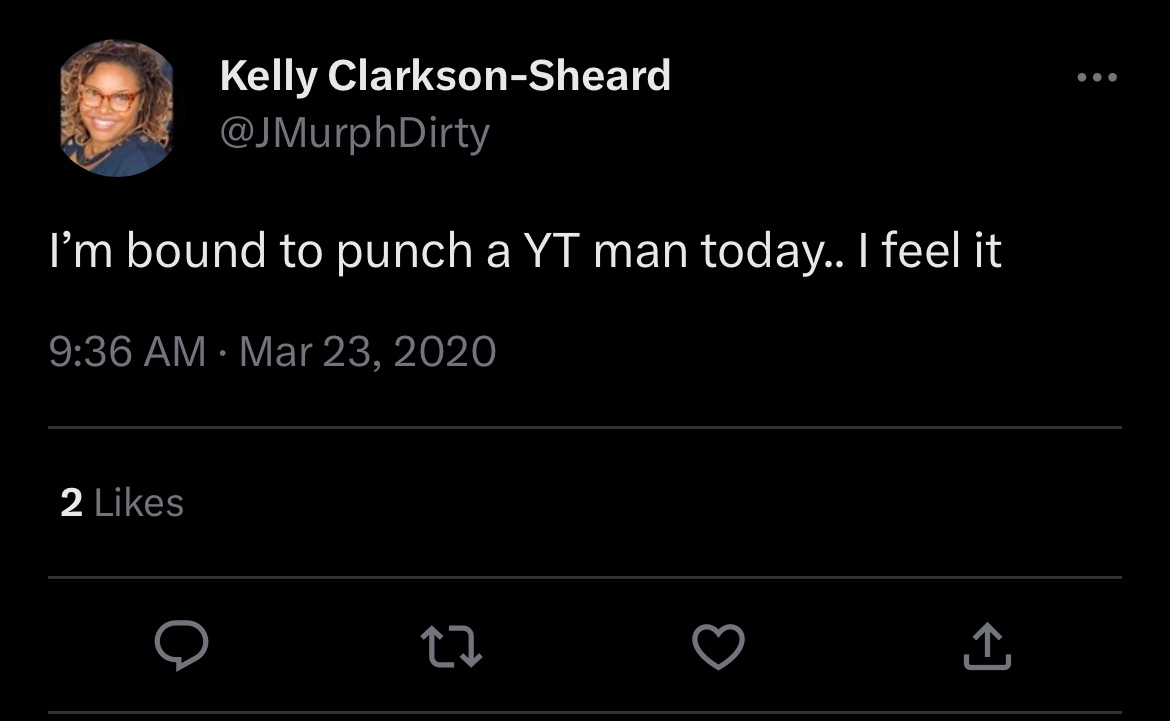 Kelly Clarkson-Sheard
@JMurphDirty
I’m bound to punch a YT man today.. I feel it
9:36 AM · Mar 23, 2020
2 Likes